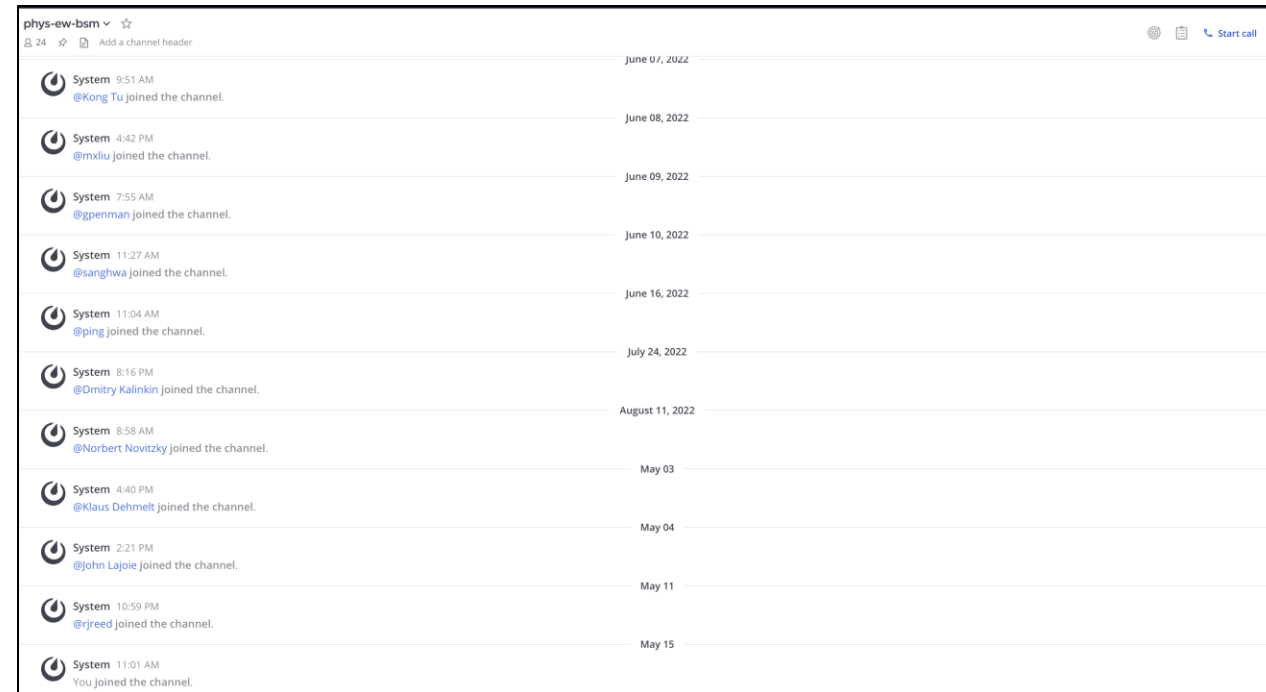 phys-ew-bsm
24 Add a channel header
Start call
June 07, 2022
System 9:51 AM
@Kong Tu joined the channel.
June 08, 2022
System 4:42 PM
@mxliu joined the channel.
June 09, 2022
System 7:55 AM
@gpenman joined the channel.
June 10, 2022
System 11:27 AM
@sanghwa joined the channel.
June 16, 2022
System 11:04 AM
@ping joined the channel.
July 24, 2022
System 8:16 PM
@Dmitry Kalinkin joined the channel.
August 11, 2022
System 8:58 AM
@Norbert Novitzky joined the channel.
May 03
System 4:40 PM
@Klaus Dehmelt joined the channel.
May 04
System 2:21 PM
@John Lajoie joined the channel.
May 11
System 10:59 PM
@rjreed joined the channel.
May 15
System 11:01 AM
You joined the channel.